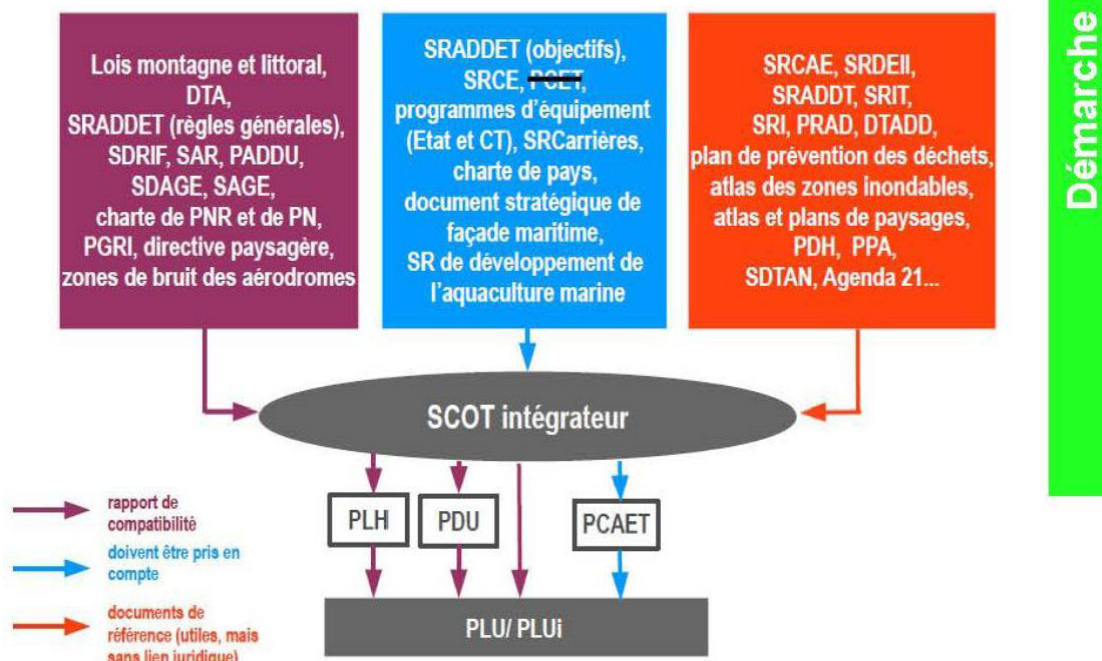 Lois montagne et littoral,
DTA,
SRADDET (règles générales),
SDRIF, SAR, PADDU,
SDAGE, SAGE,
charte de PNR et de PN,
PGRI, directive paysagère,
zones de bruit des aérodromes
SRADDET (objectifs),
SRCE, PCET,
programmes d'équipement
(Etat et CT), SRCarrières,
charte de pays,
document stratégique de
façade maritime,
SR de développement de
l'aquaculture marine
SRCAE, SRDEII,
SRADDT, SRIT,
SRI, PRAD, DTADD,
plan de prévention des déchets,
atlas des zones inondables,
atlas et plans de paysages,
PDH, PPA,
SDTAN, Agenda 21...
Démarche
SCOT intégrateur
PLH
PDU
PCAET
PLU/ PLUi
rapport de
compatibilité
doivent être pris en
compte
documents de
référence (utiles, mais
sans lien juridique)